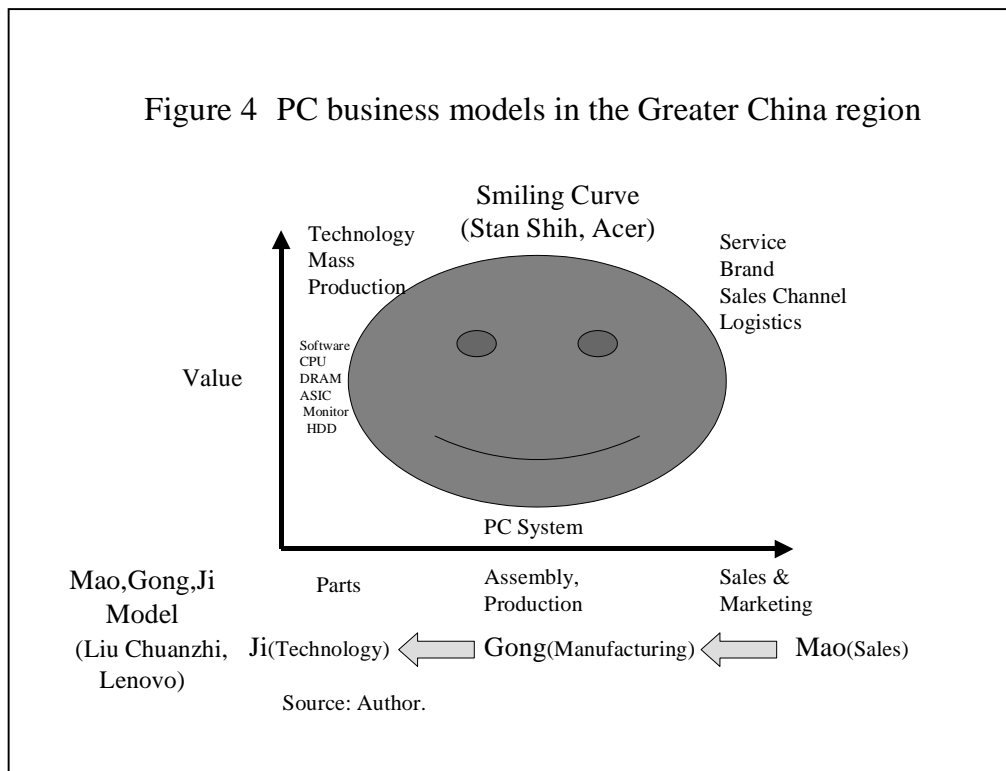 Figure 4 PC business models in the Greater China region
Smiling Curve
(Stan Shih, Acer)
Technology
Mass
Production
Service
Brand
Sales Channel
Logistics
Software
CPU
DRAM
ASIC
Monitor
HDD
Value
PC System
Parts
Assembly,
Production
Sales &
Marketing
Mao,Gong,Ji
Model
(Liu Chuanzhi,
Lenovo)
Ji(Technology)
Gong(Manufacturing)
Mao(Sales)
Source: Author.